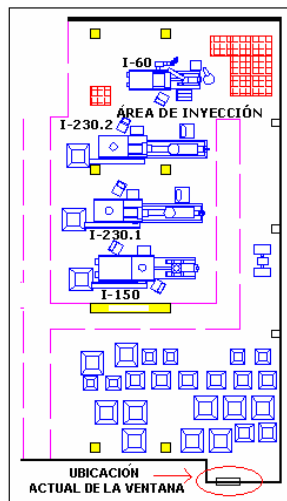 I-60
ÁREA DE INYECCIÓN
I-230.2
I-230.1
I-150
UBICACIÓN
ACTUAL DE LA VENTANA